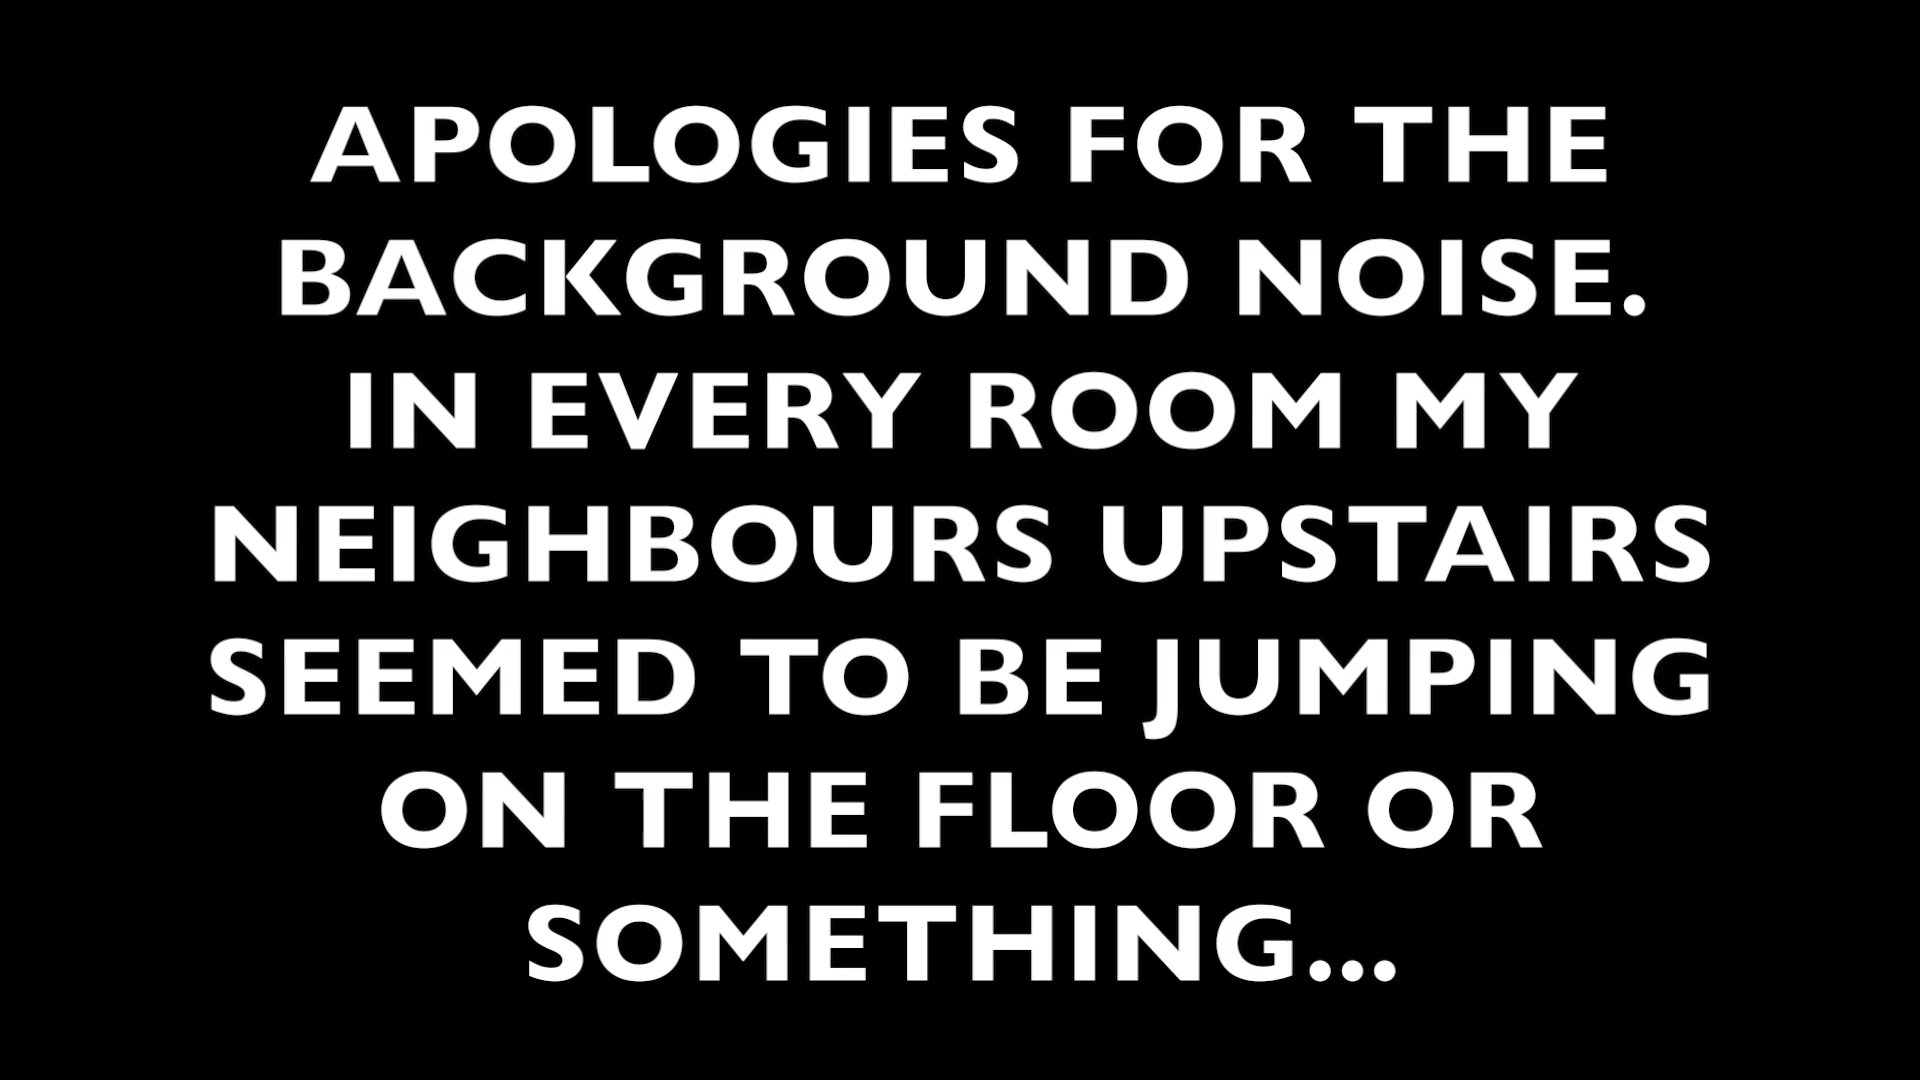 APOLOGIES FOR THE
BACKGROUND NOISE.
IN EVERY ROOM MY
NEIGHBOURS UPSTAIRS
SEEMED TO BE JUMPING
ON THE FLOOR OR
SOMETHING...